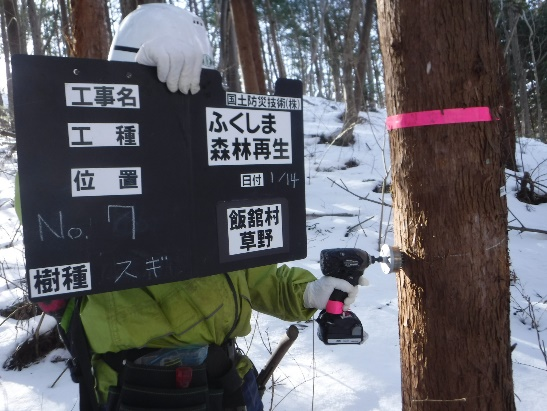 工事名
国土防災技術(株)
ふくしま
森林再生
工種
位置
日付 1/14
No. 7
飯舘村
草野
樹種 スギ